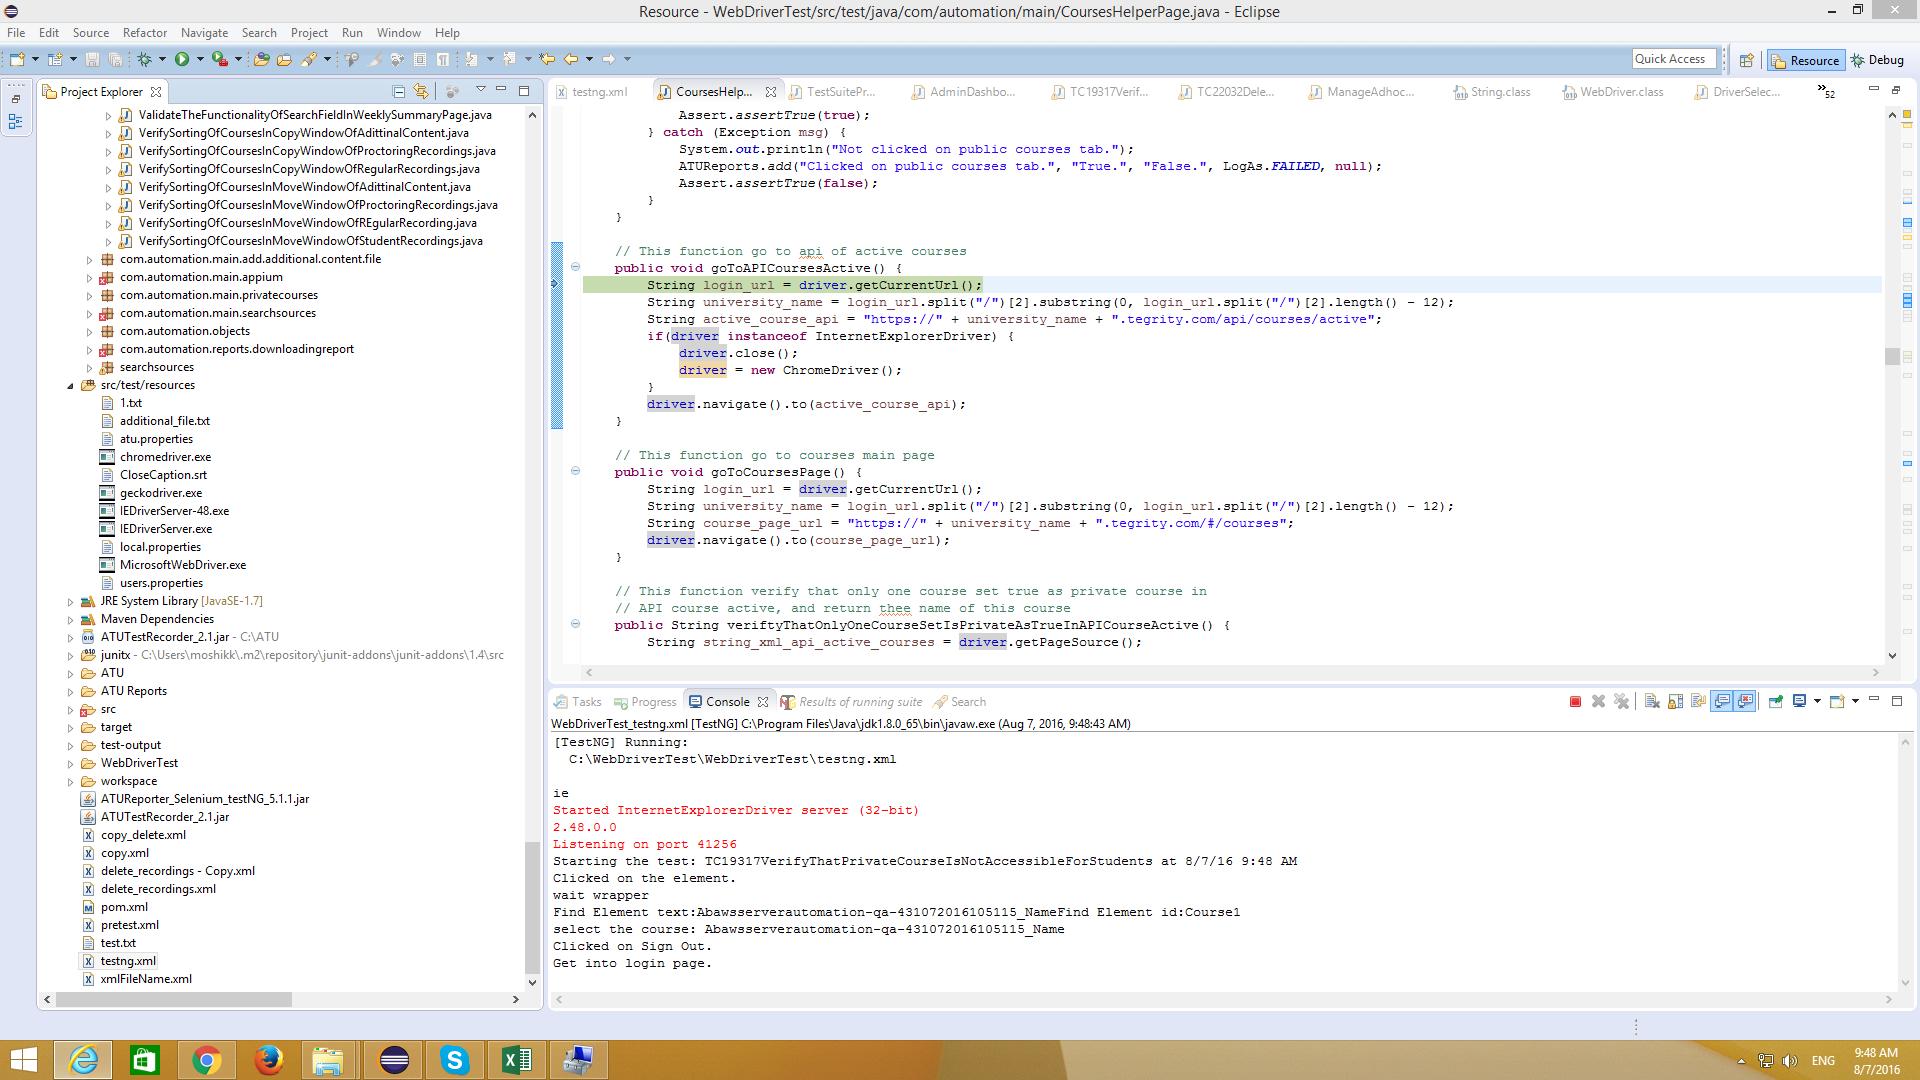 Resource - WebDriverTest/src/test/java/com/automation/main/CoursesHelperPage.java - Eclipse
File Edit Source Refactor Navigate Search Project Run Window Help
Quick Access
Resource
Debug
Project Explorer
ValidateTheFunctionalityOfSearchFieldInWeeklySummaryPage.java
VerifySortingOfCoursesInCopyWindowOfAdittinalContent.java
VerifySortingOfCoursesInCopyWindowOfProctoringRecordings.java
VerifySortingOfCoursesInCopyWindowOfRegularRecordings.java
VerifySortingOfCoursesInMoveWindowOfAdittinalContent.java
VerifySortingOfCoursesInMoveWindowOfProctoringRecordings.java
VerifySortingOfCoursesInMoveWindowOfREgularRecording.java
VerifySortingOfCoursesInMoveWindowOfStudentRecordings.java
com.automation.main.add.additional.content.file
com.automation.main.appium
com.automation.main.privatecourses
com.automation.main.searchsources
com.automation.objects
com.automation.reports.downloadingreport
searchsources
src/test/resources
1.txt
additional_file.txt
atu.properties
chromedriver.exe
CloseCaption.srt
geckodriver.exe
IEDriverServer-48.exe
IEDriverServer.exe
local.properties
MicrosoftWebDriver.exe
users.properties
JRE System Library [JavaSE-1.7]
Maven Dependencies
ATUTestRecorder_2.1.jar - C:\ATU
junitx - C:\Users\moshikk\.m2\repository\junit-addons\junit-addons\1.4\src
ATU
ATU Reports
src
target
test-output
WebDriverTest
workspace
ATUReporter_Selenium_testNG_5.1.1.jar
ATUTestRecorder_2.1.jar
copy_delete.xml
copy.xml
delete_recordings - Copy.xml
delete_recordings.xml
pom.xml
pretest.xml
test.txt
testng.xml
xmlFileName.xml
testng.xml CoursesHelp... TestSuitePr... AdminDashbo... TC19317Verif... TC22032Dele... ManageAdhoc... String.class WebDriver.class DriverSelec... »52
Assert.assertTrue(true);
} catch (Exception msg) {
System.out.println("Not clicked on public courses tab.");
ATUReports.add("Clicked on public courses tab.", "True.", "False.", LogAs.FAILED, null);
Assert.assertTrue(false);
}
}
// This function go to api of active courses
public void goToAPICoursesActive() {
String login_url = driver.getCurrentUrl();
String university_name = login_url.split("/")[2].substring(0, login_url.split("/")[2].length() - 12);
String active_course_api = "https://" + university_name + ".tegrity.com/api/courses/active";
if(driver instanceof InternetExplorerDriver) {
driver.close();
driver = new ChromeDriver();
}
driver.navigate().to(active_course_api);
}
// This function go to courses main page
public void goToCoursesPage() {
String login_url = driver.getCurrentUrl();
String university_name = login_url.split("/")[2].substring(0, login_url.split("/")[2].length() - 12);
String course_page_url = "https://" + university_name + ".tegrity.com/#/courses";
driver.navigate().to(course_page_url);
}
// This function verify that only one course set true as private course in
// API course active, and return thee name of this course
public String veriftyThatOnlyOneCourseSetIsPrivateAsTrueInAPICourseActive() {
String string_xml_api_active_courses = driver.getPageSource();
Tasks Progress Console Results of running suite Search
WebDriverTest_testng.xml [TestNG] C:\Program Files\Java\jdk1.8.0_65\bin\javaw.exe (Aug 7, 2016, 9:48:43 AM)
[TestNG] Running:
C:\WebDriverTest\WebDriverTest\testng.xml
ie
Started InternetExplorerDriver server (32-bit)
2.48.0.0
Listening on port 41256
Starting the test: TC19317VerifyThatPrivateCourseIsNotAccessibleForStudents at 8/7/16 9:48 AM
Clicked on the element.
wait wrapper
Find Element text:Abawsserverautomation-qa-431072016105115_NameFind Element id:Course1
select the course: Abawsserverautomation-qa-431072016105115_Name
Clicked on Sign Out.
Get into login page.
ENG
9:48 AM
8/7/2016